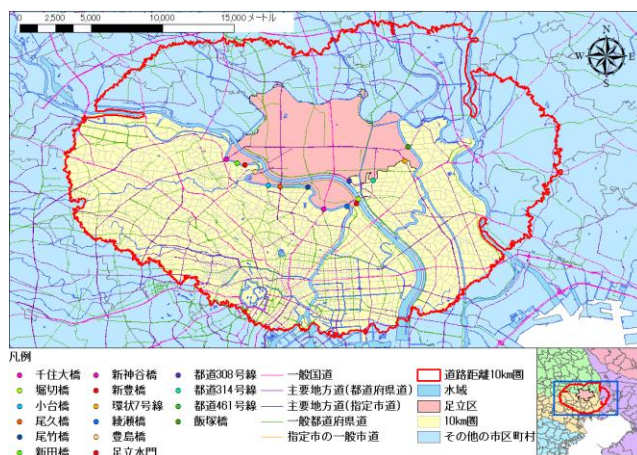 0 2,500 5,000 10,000 15,000 メートル
N
W E
S
凡例
千住大橋 新神谷橋 都道308号線 一般国道 道路距離10km圏
堀切橋 新豊橋 都道314号線 主要地方道(都府県道) 水域
小台橋 環状7号線 都道461号線 主要地方道(指定市道) 足立区
尾久橋 綾瀬橋 飯塚橋 一般都道府県道 10km圏
尾竹橋 豊島橋 指定市の一般市道 その他の市区町村
新田橋 足立水門